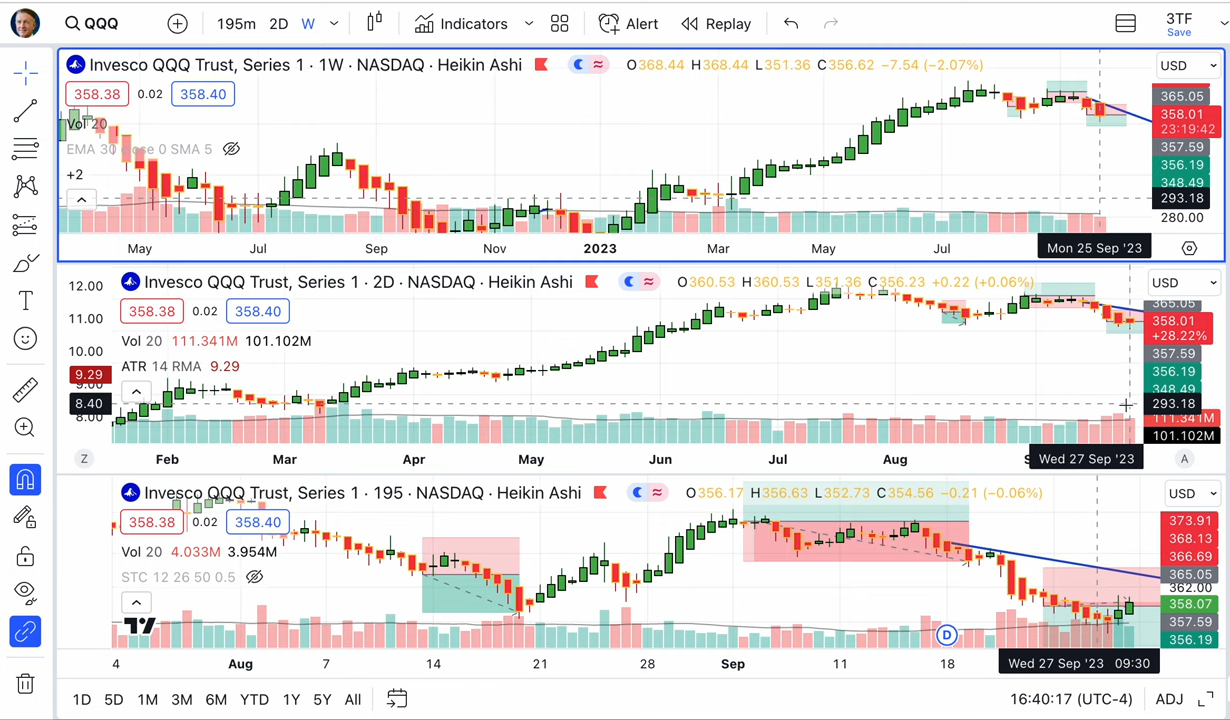 QQQ 195m 2D W Indicators Alert Replay 3TF
Save
Invesco QQQ Trust, Series 1 · 1W · NASDAQ · Heikin Ashi O368.44 H368.44 L351.36 C356.62 −7.54 (−2.07%) USD
358.38 0.02 358.40
365.05
Vol 20
358.01
23:19:42
EMA 30 close 0 SMA 5
357.59
356.19
+2
348.49
293.18
280.00
May Jul Sep Nov 2023 Mar May Jul Mon 25 Sep '23
Invesco QQQ Trust, Series 1 · 2D · NASDAQ · Heikin Ashi O360.53 H360.53 L351.36 C356.23 +0.22 (+0.06%) USD
12.00
358.38 0.02 358.40
365.05
11.00
358.01
+28.22%
Vol 20 111.341M 101.102M
10.00
357.59
ATR 14 RMA 9.29
9.29
356.19
9.00
348.49
8.40
293.18
8.00
111.341M
101.102M
Z Feb Mar Apr May Jun Jul Aug Wed 27 Sep '23 A
Invesco QQQ Trust, Series 1 · 195 · NASDAQ · Heikin Ashi O356.17 H356.63 L352.73 C354.56 −0.21 (−0.06%) USD
358.38 0.02 358.40
373.91
368.13
Vol 20 4.033M 3.954M
366.69
STC 12 26 50 0.5
365.05
362.00
358.07
357.59
D
356.19
4 Aug 7 14 21 28 Sep 11 18 Wed 27 Sep '23 09:30
1D 5D 1M 3M 6M YTD 1Y 5Y All 16:40:17 (UTC-4) ADJ